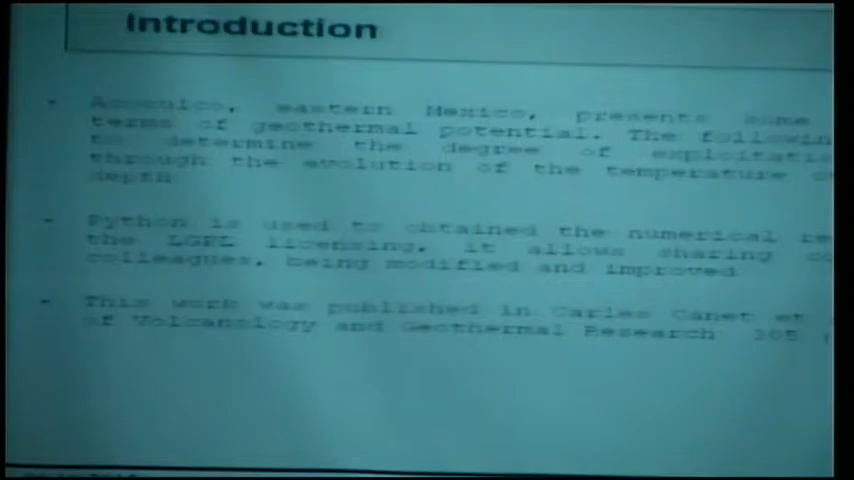 Introduction
Acoculco, eastern Mexico, presents some
terms of geothermal potential. The
to determine the degree of
through the evolution of the temperature
depth
Python is used to obtained the numerical
the LGPL licensing, it allows sharing
colleagues, being modified and improved
This work was published in Carles Canet et
of Volcanology and Geothermal Research 305